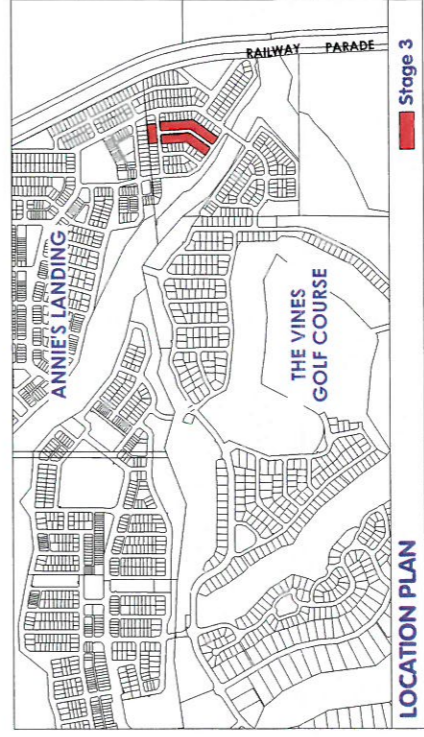 RAILWAY PARADE
ANNIE'S LANDING
THE VINES
GOLF COURSE
LOCATION PLAN
Stage 3